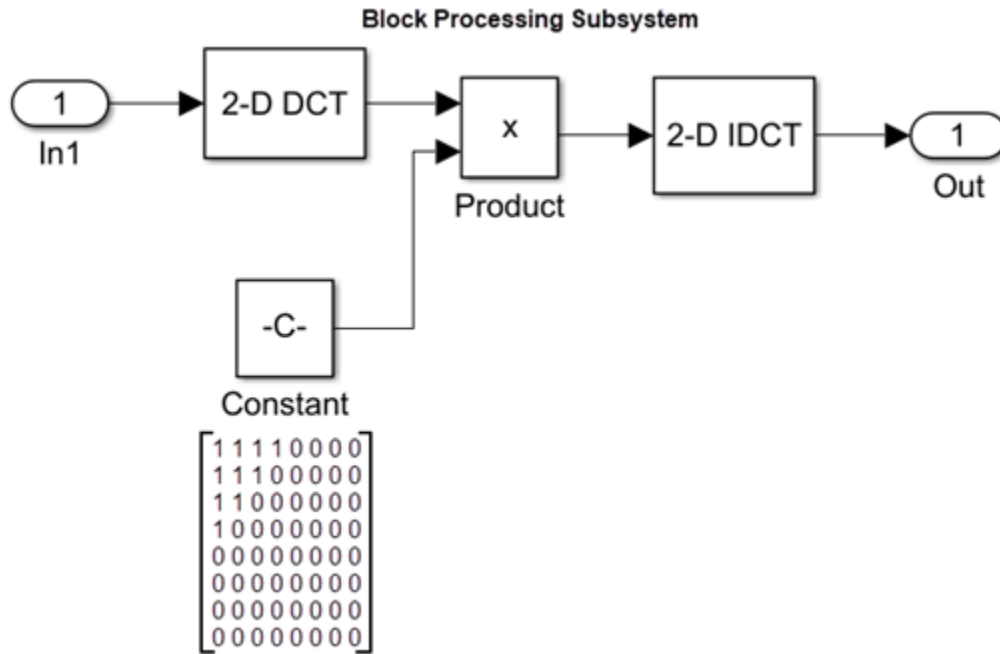 Block Processing Subsystem
1
In1
2-D DCT
x
Product
2-D IDCT
1
Out
-C-
Constant
1 1 1 1 0 0 0 0
1 1 1 0 0 0 0 0
1 1 0 0 0 0 0 0
1 0 0 0 0 0 0 0
0 0 0 0 0 0 0 0
0 0 0 0 0 0 0 0
0 0 0 0 0 0 0 0
0 0 0 0 0 0 0 0